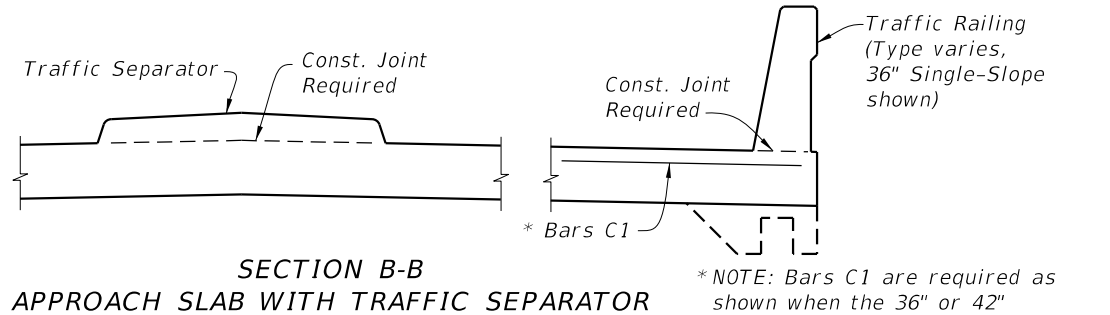 Traffic Separator
Const. Joint
Required
Const. Joint
Required
Traffic Railing
(Type varies,
36" Single-Slope
shown)
* Bars C1
SECTION B-B
APPROACH SLAB WITH TRAFFIC SEPARATOR
* NOTE: Bars C1 are required as
shown when the 36" or 42"